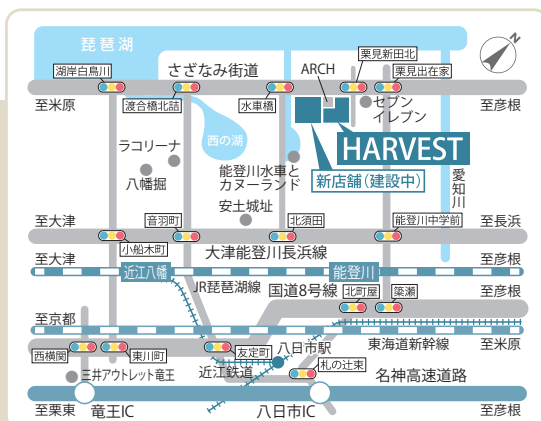 琵琶湖
N
栗見新田北
湖岸白鳥川
さざなみ街道
ARCH
栗見出在家
至米原
渡合橋北詰
水車橋
セブン
イレブン
至彦根
西の湖
HARVEST
ラコリーナ
能登川水車と
カヌーランド
新店舗（建設中）
愛知川
八幡堀
安土城址
至大津
音羽町
北須田
能登川中学前
至長浜
小船木町
大津能登川長浜線
至大津
近江八幡
能登川
至彦根
JR琵琶湖線
国道8号線
北町屋
簗瀬
至彦根
至京都
東海道新幹線
至米原
西横関
東川町
友定町
八日市駅
三井アウトレット竜王
近江鉄道
札の辻東
名神高速道路
至栗東
竜王IC
八日市IC
至彦根